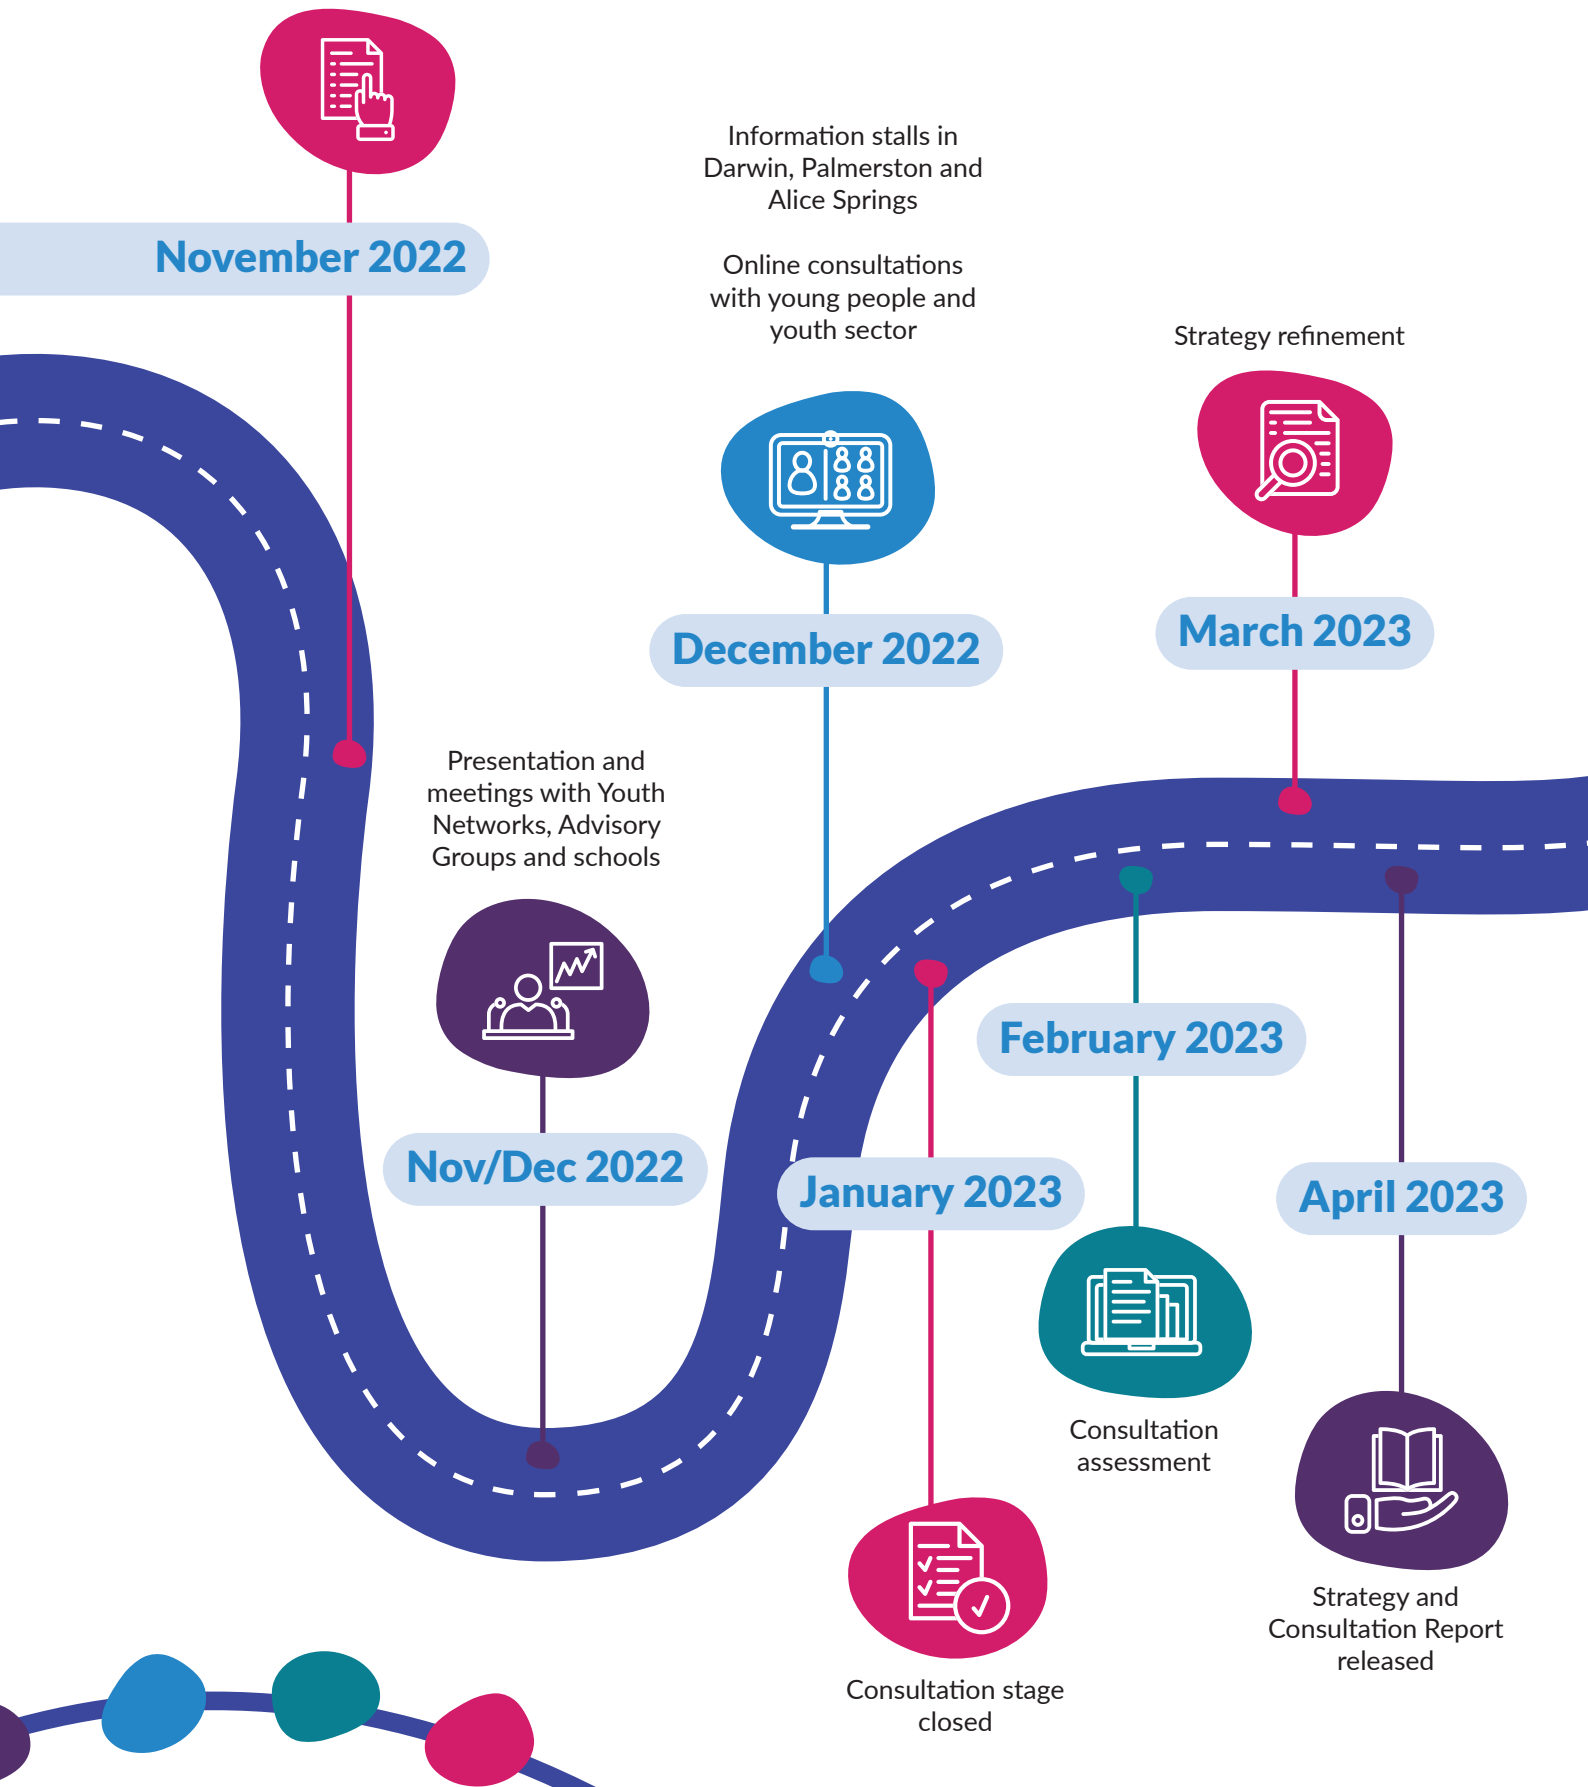 November 2022
Information stalls in
Darwin, Palmerston and
Alice Springs
Online consultations
with young people and
youth sector
December 2022
Strategy refinement
March 2023
Presentation and
meetings with Youth
Networks, Advisory
Groups and schools
Nov/Dec 2022
January 2023
Consultation stage
closed
February 2023
Consultation
assessment
April 2023
Strategy and
Consultation Report
released